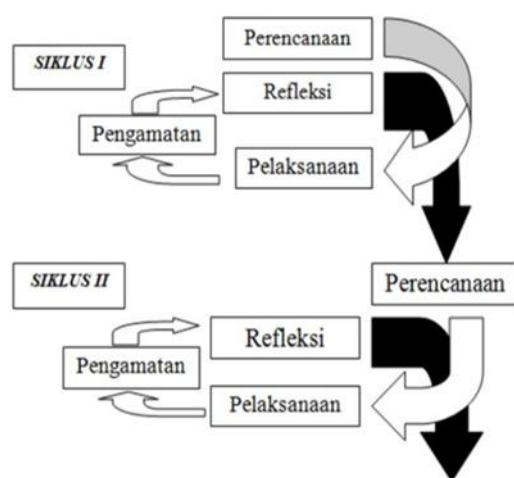 Perencanaan
SIKLUS I
Refleksi
Pengamatan
Pelaksanaan
SIKLUS II
Perencanaan
Refleksi
Pengamatan
Pelaksanaan